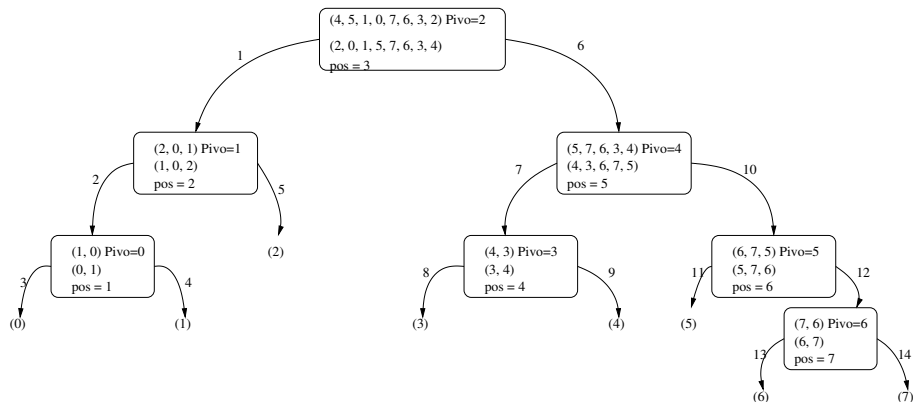 (4, 5, 1, 0, 7, 6, 3, 2) Pivo=2
(2, 0, 1, 5, 7, 6, 3, 4)
pos = 3
1
6
(2, 0, 1) Pivo=1
(1, 0, 2)
pos = 2
(5, 7, 6, 3, 4) Pivo=4
(4, 3, 6, 7, 5)
pos = 5
2
5
7
10
(2)
(1, 0) Pivo=0
(0, 1)
pos = 1
(4, 3) Pivo=3
(3, 4)
pos = 4
(6, 7, 5) Pivo=5
(5, 7, 6)
pos = 6
3
4
8
9
11
12
(0)
(1)
(3)
(4)
(5)
(7, 6) Pivo=6
(6, 7)
pos = 7
13
14
(6)
(7)